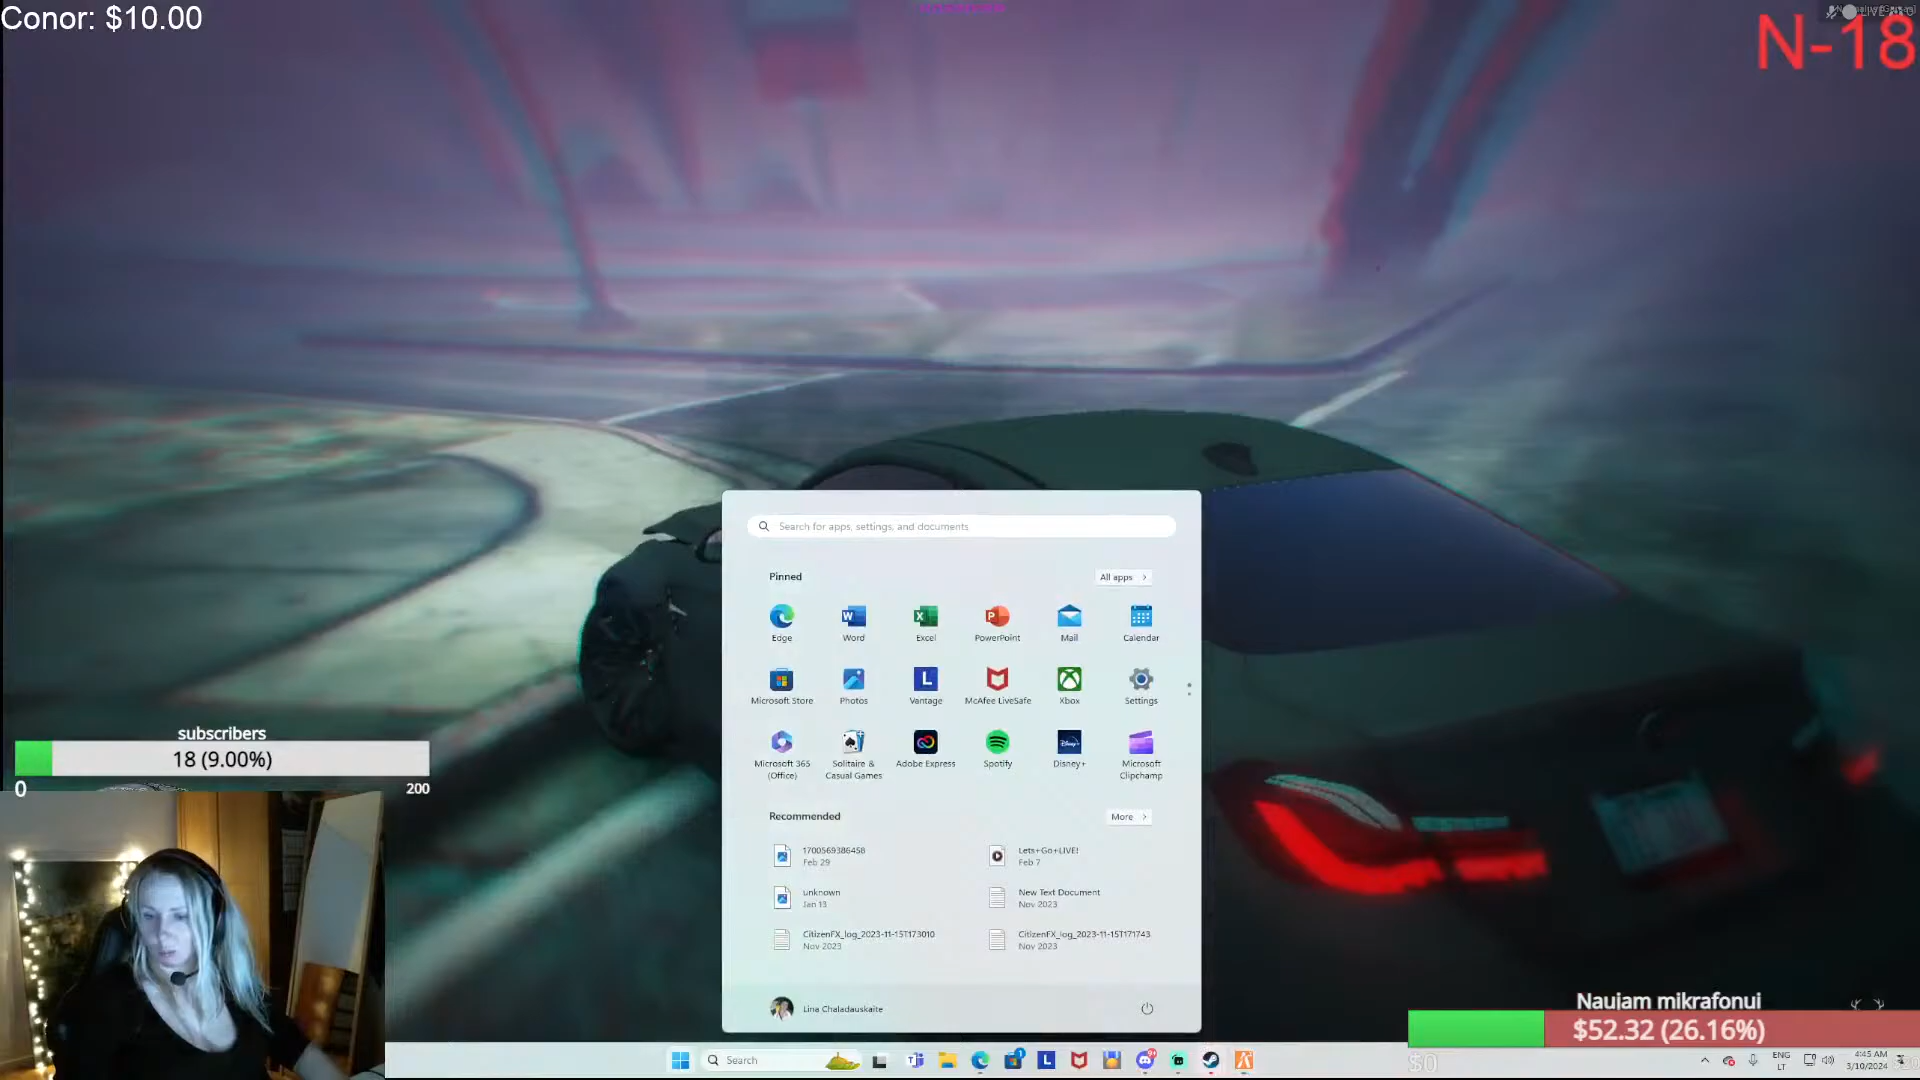 Conor: $10.00
N-18
Search for apps, settings, and documents
Pinned
All apps
Edge
Word
Excel
PowerPoint
Mail
Calendar
Microsoft Store
Photos
Vantage
McAfee LiveSafe
Xbox
Settings
Microsoft 365
(Office)
Solitaire &
Casual Games
Adobe Express
Spotify
Disney+
Microsoft
Clipchamp
Recommended
More
1700569386458
Feb 29
Lets+Go+LIVE!
Feb 7
unknown
Jan 13
New Text Document
Nov 2023
CitizenFX_log_2023-11-15T173010
Nov 2023
CitizenFX_log_2023-11-15T171743
Nov 2023
Lina Chaladauskaite
subscribers
18 (9.00%)
0
200
Naujam mikrafonui
$52.32 (26.16%)
$0
Search
ENG
LT
4:45 AM
3/10/2024